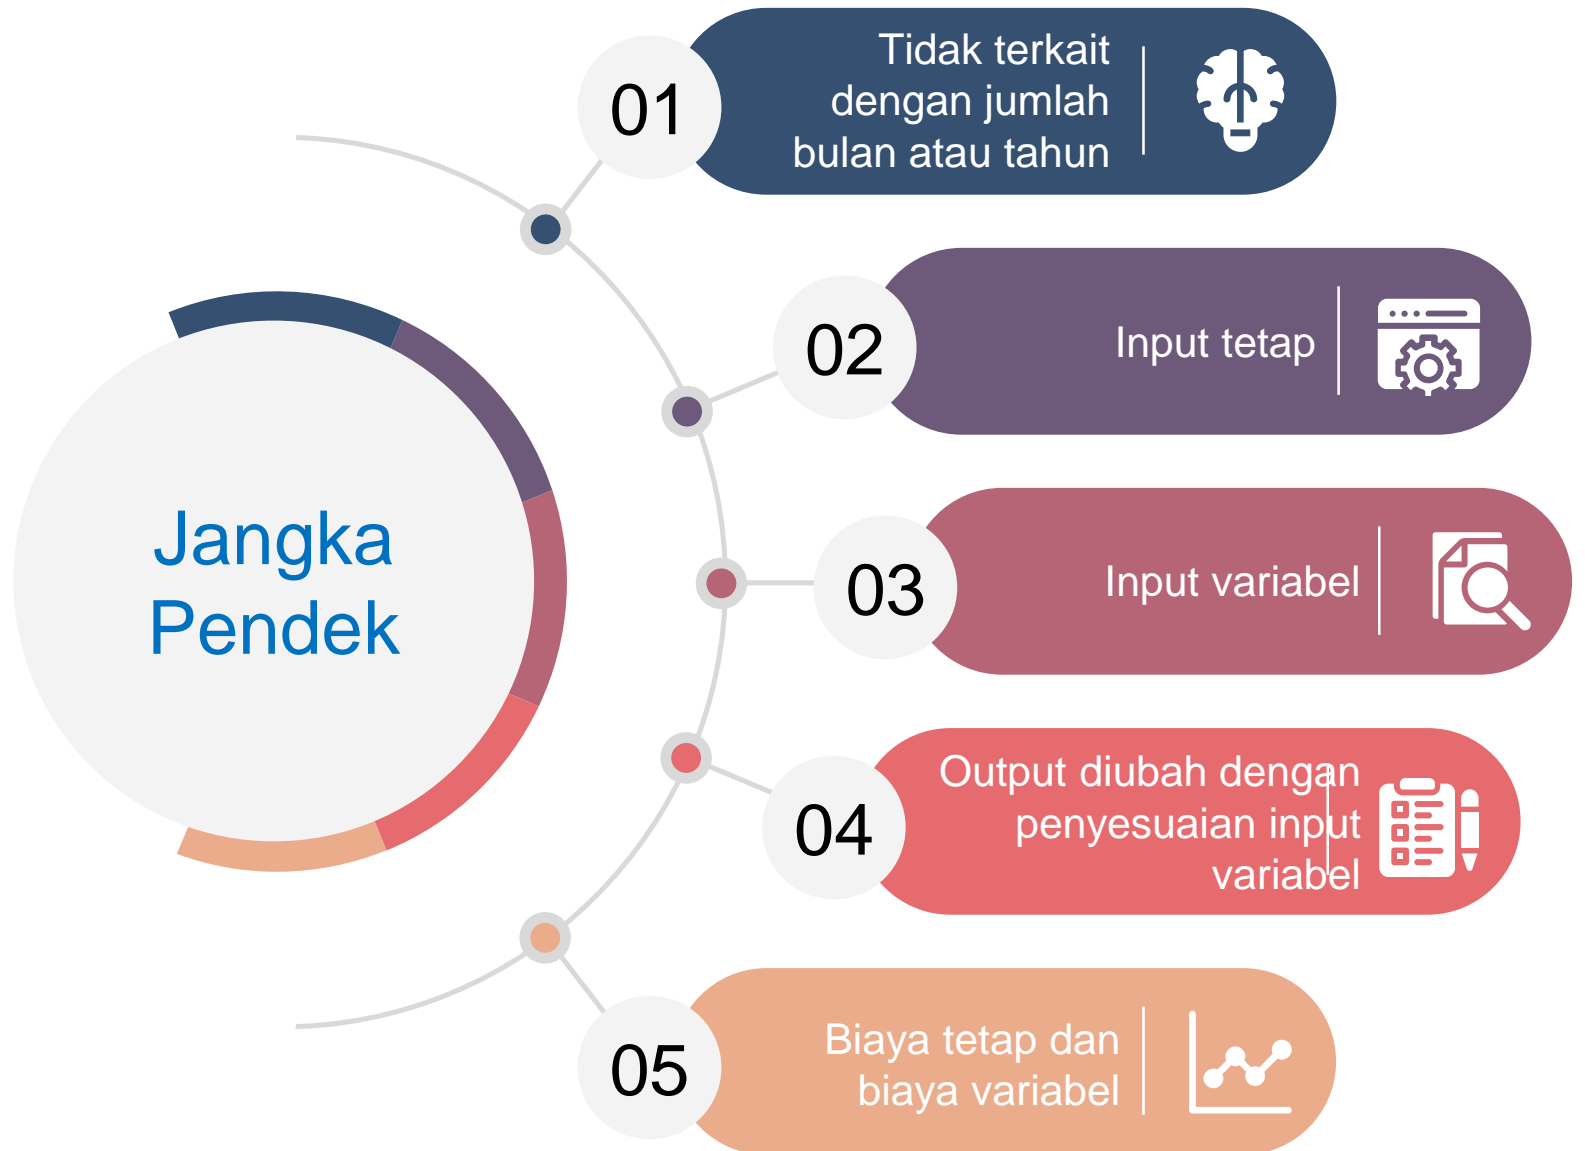 Jangka
Pendek
01
Tidak terkait
dengan jumlah
bulan atau tahun
02
Input tetap
03
Input variabel
04
Output diubah dengan
penyesuaian input
variabel
05
Biaya tetap dan
biaya variabel